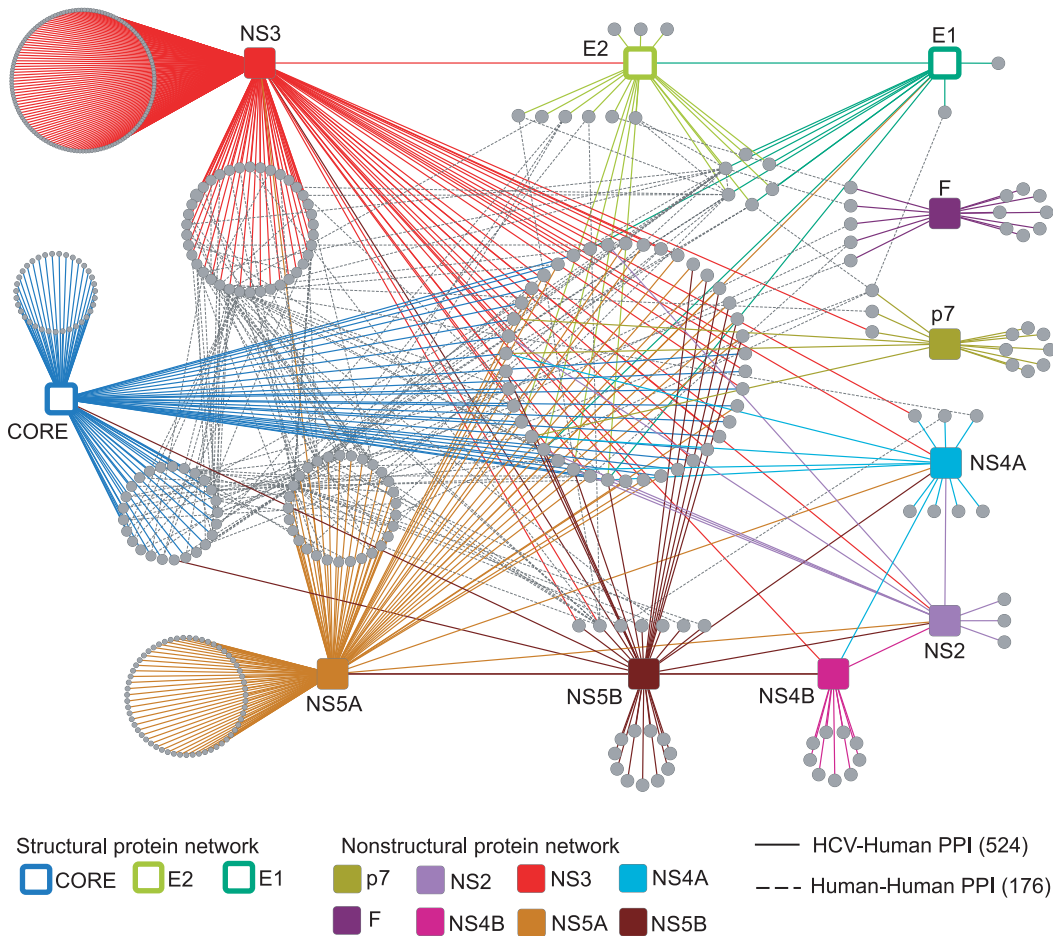 NS3
E2
E1
F
p7
CORE
NS4A
NS2
NS5A
NS5B
NS4B
Structural protein network
CORE E2 E1
Nonstructural protein network
p7 NS2 NS3 NS4A
F NS4B NS5A NS5B
HCV-Human PPI (524)
Human-Human PPI (176)